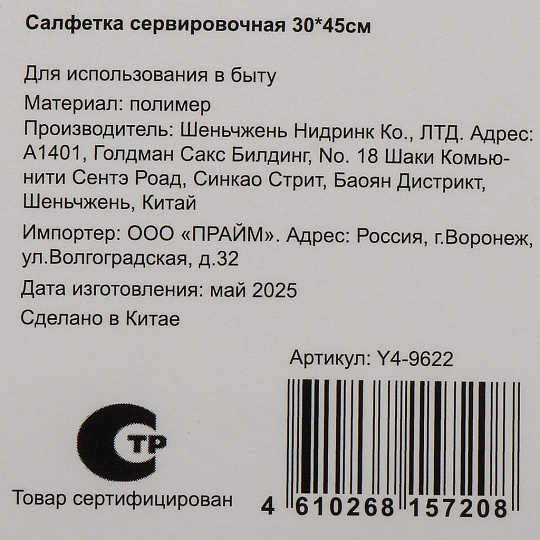 Салфетка сервировочная 30*45см
Для использования в быту
Материал: полимер
Производитель: Шеньчжень Нидринк Ко., ЛТД. Адрес:
А1401, Голдман Сакс Билдинг, No. 18 Шаки Комью-
нити Сентэ Роад, Синкао Стрит, Баоян Дистрикт,
Шеньчжень, Китай
Импортер: ООО «ПРАЙМ». Адрес: Россия, г.Воронеж,
ул.Волгоградская, д.32
Дата изготовления: май 2025
Сделано в Китае
Артикул: Y4-9622
СТР
Товар сертифицирован
4 610268 157208